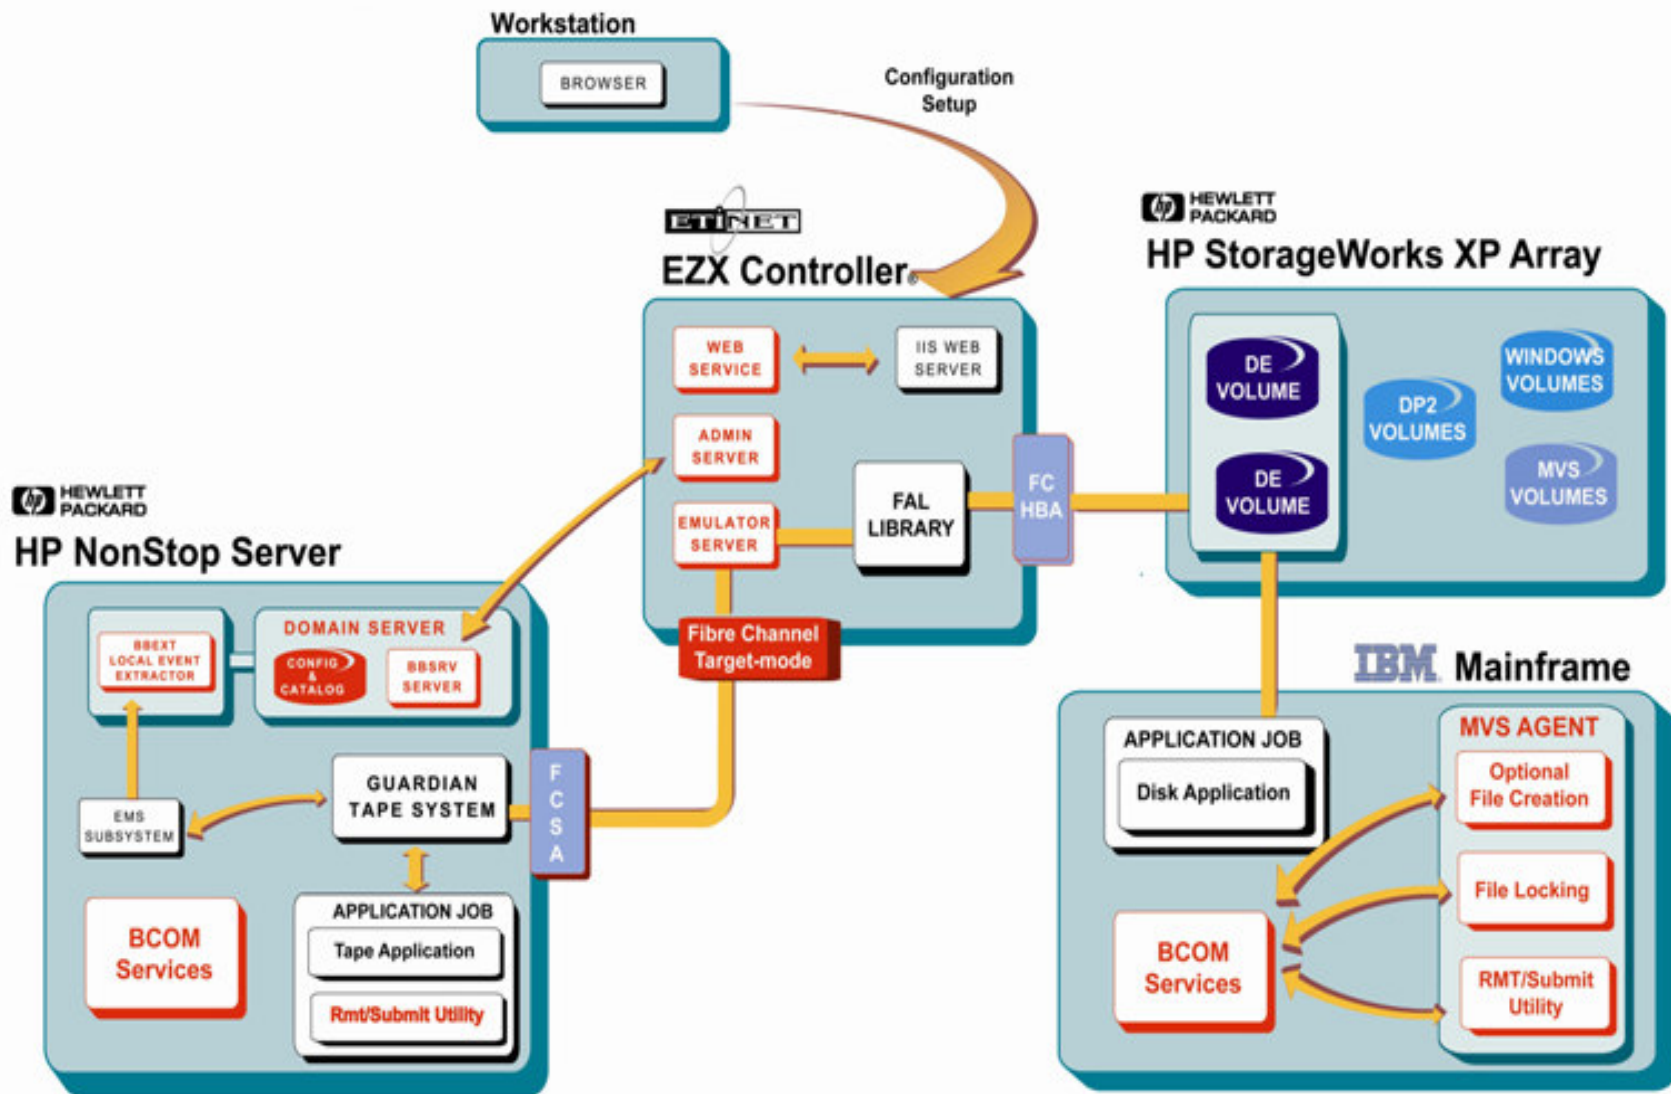 Workstation
BROWSER
Configuration
Setup
ETINET
EZX Controller®
WEB
SERVICE
IIS WEB
SERVER
ADMIN
SERVER
EMULATOR
SERVER
FAL
LIBRARY
FC
HBA
Fibre Channel
Target-mode
hp HEWLETT
PACKARD
HP StorageWorks XP Array
DE
VOLUME
DE
VOLUME
DP2
VOLUMES
WINDOWS
VOLUMES
MVS
VOLUMES
hp HEWLETT
PACKARD
HP NonStop Server
BBEXT
LOCAL EVENT
EXTRACTOR
DOMAIN SERVER
CONFIG
&
CATALOG
BBSRV
SERVER
EMS
SUBSYSTEM
GUARDIAN
TAPE SYSTEM
F
C
S
A
BCOM
Services
APPLICATION JOB
Tape Application
Rmt/Submit Utility
IBM Mainframe
APPLICATION JOB
Disk Application
BCOM
Services
MVS AGENT
Optional
File Creation
File Locking
RMT/Submit
Utility